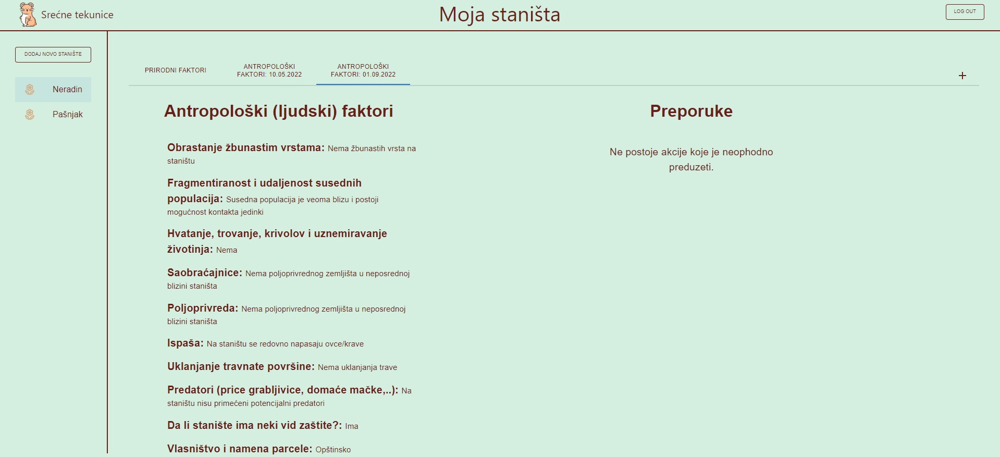 Srećne tekunice
Moja staništa
LOG OUT
DODAJ NOVO STANIŠTE
Neradin
Pašnjak
PRIRODNI FAKTORI
ANTROPOLOŠKI
FAKTORI: 10.05.2022
ANTROPOLOŠKI
FAKTORI: 01.09.2022
+
Antropološki (ljudski) faktori
Obrastanje žbunastim vrstama: Nema žbunastih vrsta na
staništu
Fragmentiranost i udaljenost susednih
populacija: Susedna populacija je veoma blizu i postoji
mogućnost kontakta jedinki
Hvatanje, trovanje, krivolov i uznemiravanje
životinja: Nema
Saobraćajnice: Nema poljoprivrednog zemljišta u neposrednoj
blizini staništa
Poljoprivreda: Nema poljoprivrednog zemljišta u neposrednoj
blizini staništa
Ispaša: Na staništu se redovno napasaju ovce/krave
Uklanjanje travnate površine: Nema uklanjanja trave
Predatori (price grabljivice, domaće mačke,..): Na
staništu nisu primećeni potencijalni predatori
Da li stanište ima neki vid zaštite?: Ima
Vlasništvo i namena parcele: Opštinsko
Preporuke
Ne postoje akcije koje je neophodno
preduzeti.